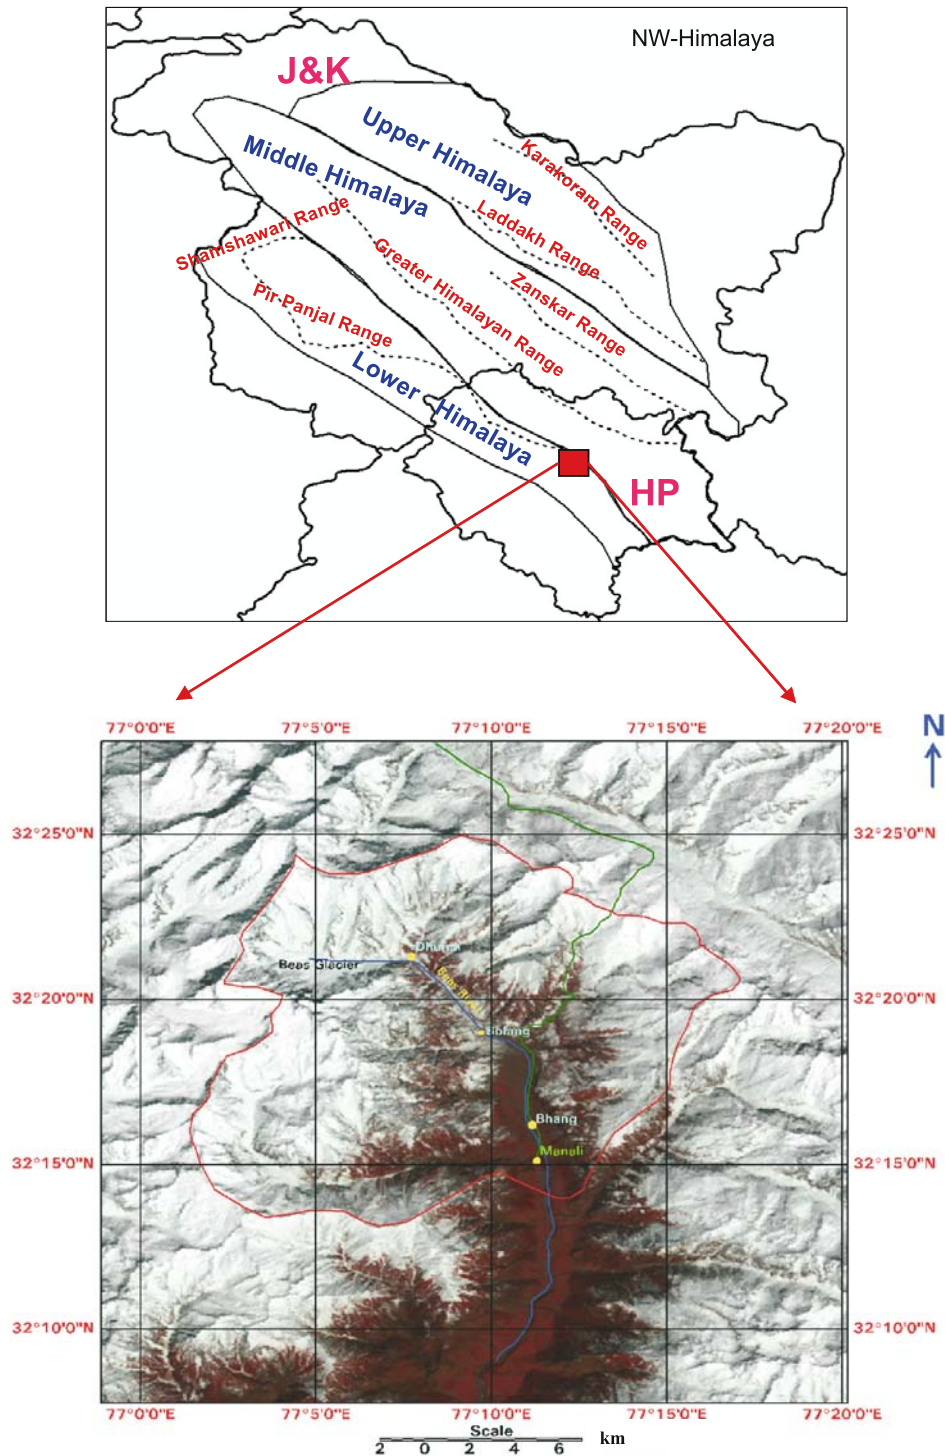 NW-Himalaya
J&K
Upper Himalaya
Karakoram Range
Middle Himalaya
Laddakh Range
Shamshawari Range
Greater Himalayan Range
Zanskar Range
Pir-Panjal Range
Lower Himalaya
HP
77°0'0"E 77°5'0"E 77°10'0"E 77°15'0"E 77°20'0"E
N
32°25'0"N 32°25'0"N
Dhundi
Beas Glacier
Beas River
32°20'0"N 32°20'0"N
Bhang
Manali
32°15'0"N 32°15'0"N
32°10'0"N 32°10'0"N
77°0'0"E 77°5'0"E 77°10'0"E 77°15'0"E 77°20'0"E
Scale
km
2 0 2 4 6